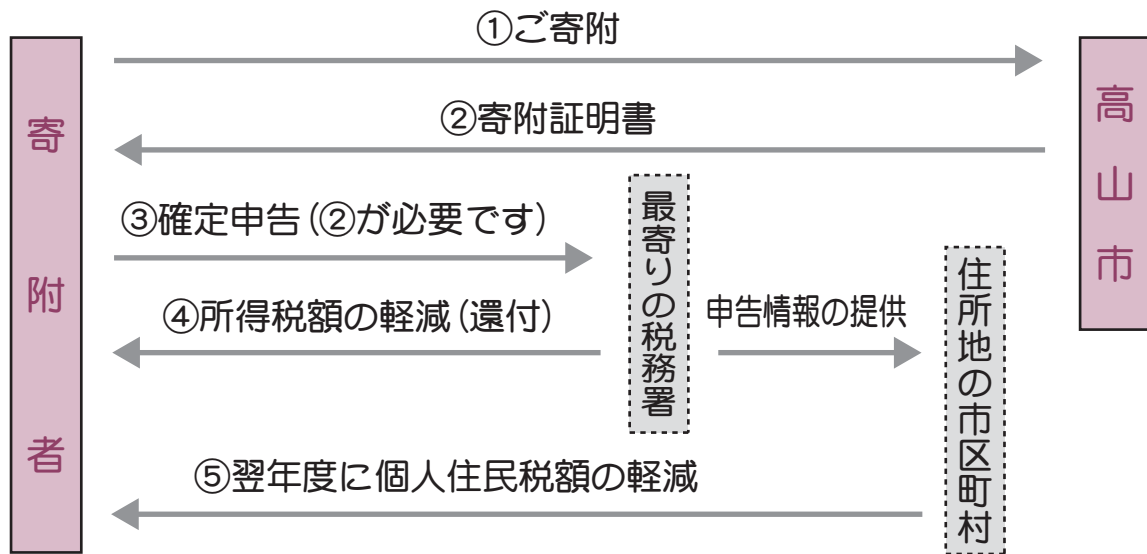 ①ご寄附
寄附者
高山市
②寄附証明書
③確定申告(②が必要です)
最寄りの税務署
④所得税額の軽減(還付)
申告情報の提供
住所地の市区町村
⑤翌年度に個人住民税額の軽減